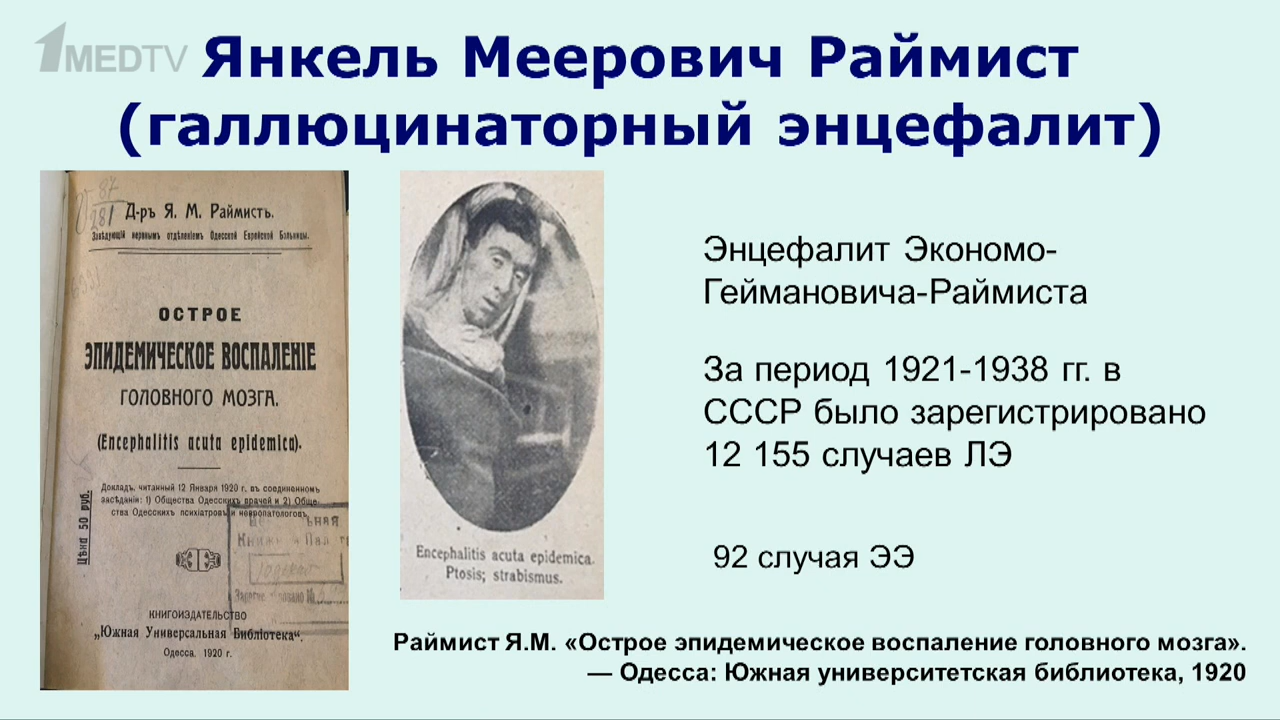 1MEDTV
Янкель Меерович Раймист
(галлюцинаторный энцефалит)
Д-ръ Я. М. Раймистъ.
Завѣдующій нервнымъ отдѣленіемъ Одесской Еврейской Больницы.
ОСТРОЕ
ЭПИДЕМИЧЕСКОЕ ВОСПАЛЕНІЕ
ГОЛОВНОГО МОЗГА.
(Encephalitis acuta epidemica).
Докладъ, читанный 12 Января 1920 г., въ соединенномъ
засѣданіи: 1) Общества Одесскихъ врачей и 2) Обще-
ства Одесскихъ психіатровъ и невропатологовъ.
Цѣна 50 руб.
КНИГОИЗДАТЕЛЬСТВО
„Южная Универсальная Библіотека“.
Одесса, 1920 г.
Encephalitis acuta epidemica.
Ptosis; strabismus.
Энцефалит Экономо-
Геймановича-Раймиста
За период 1921-1938 гг. в
СССР было зарегистрировано
12 155 случаев ЛЭ
92 случая ЭЭ
Раймист Я.М. «Острое эпидемическое воспаление головного мозга».
— Одесса: Южная университетская библиотека, 1920